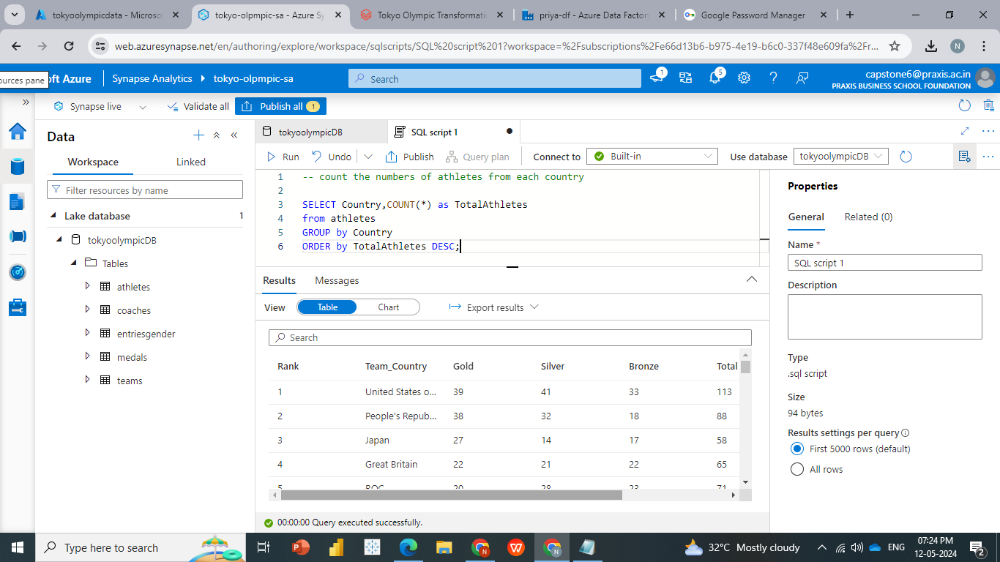 tokyoolympicdata - Microsof
tokyo-olpmpic-sa - Azure Sy
Tokyo Olympic Transformatio
priye-df - Azure Data Factor
Google Password Manager
web.azuresynapse.net/en/authoring/explore/workspace/sqlscripts/SQL%20script%201?workspace=%2Fsubscriptions%2Fe66d13b6-b975-4e19-b6c0-337f48e609fa%2Fr...
N
ources pane
soft Azure
Synapse Analytics
tokyo-olpmpic-sa
Search
1
5
capstone6@praxis.ac.in
PRAXIS BUSINESS SCHOOL FOUNDATION
Synapse live
Validate all
Publish all 1
Data
Workspace
Linked
Filter resources by name
Lake database 1
tokyoolympicDB
Tables
athletes
coaches
entriesgender
medals
teams
tokyoolympicDB
SQL script 1
Run
Undo
Publish
Query plan
Connect to
Built-in
Use database
tokyoolympicDB
1 -- count the numbers of athletes from each country
2
3 SELECT Country,COUNT(*) as TotalAthletes
4 from athletes
5 GROUP by Country
6 ORDER by TotalAthletes DESC;
Results
Messages
View
Table
Chart
Export results
Search
Rank Team_Country Gold Silver Bronze Total
1 United States o... 39 41 33 113
2 People's Repub... 38 32 18 88
3 Japan 27 14 17 58
4 Great Britain 22 21 22 65
5 ROC 20 28 23 71
00:00:00 Query executed successfully.
Properties
General
Related (0)
Name *
SQL script 1
Description
Type
.sql script
Size
94 bytes
Results settings per query
First 5000 rows (default)
All rows
Type here to search
32°C Mostly cloudy
ENG
07:24 PM
12-05-2024
2